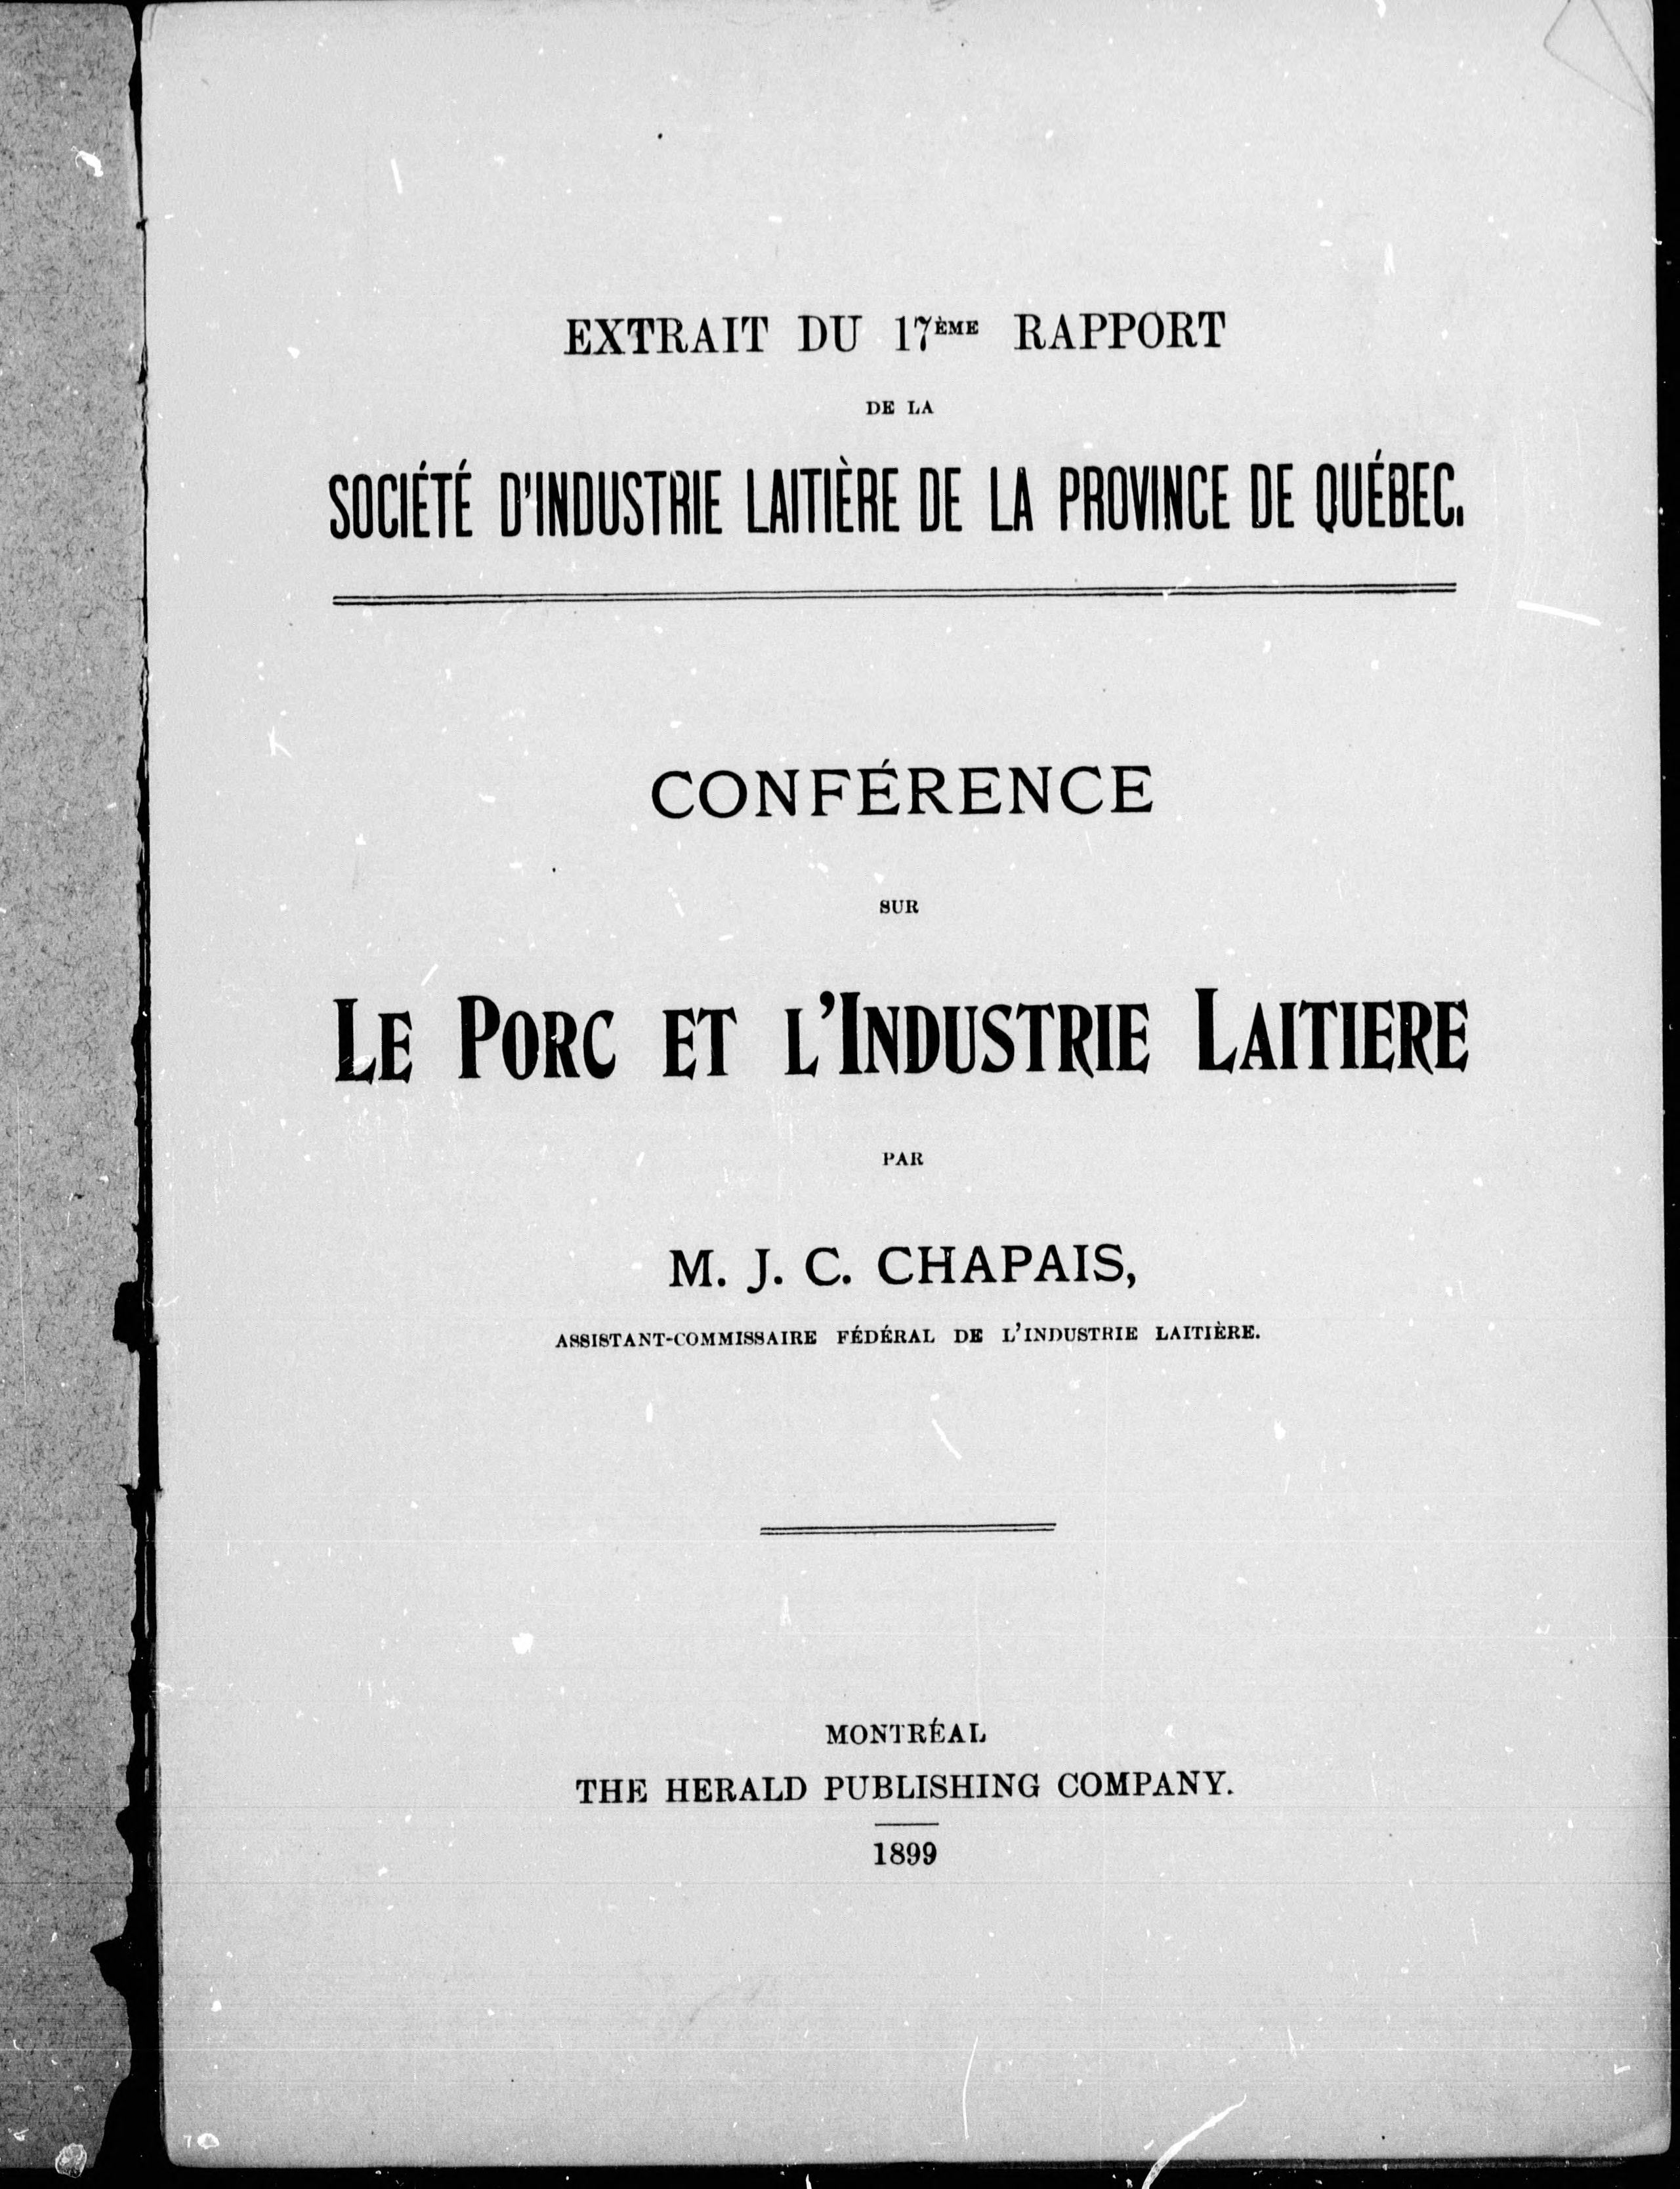 EXTRAIT DU 17ÈME RAPPORT
DE LA
SOCIÉTÉ D'INDUSTRIE LAITIÈRE DE LA PROVINCE DE QUÉBEC.
CONFÉRENCE
SUR
LE PORC ET L'INDUSTRIE LAITIERE
PAR
M. J. C. CHAPAIS,
ASSISTANT-COMMISSAIRE FÉDÉRAL DE L'INDUSTRIE LAITIÈRE.
MONTRÉAL
THE HERALD PUBLISHING COMPANY.
1899